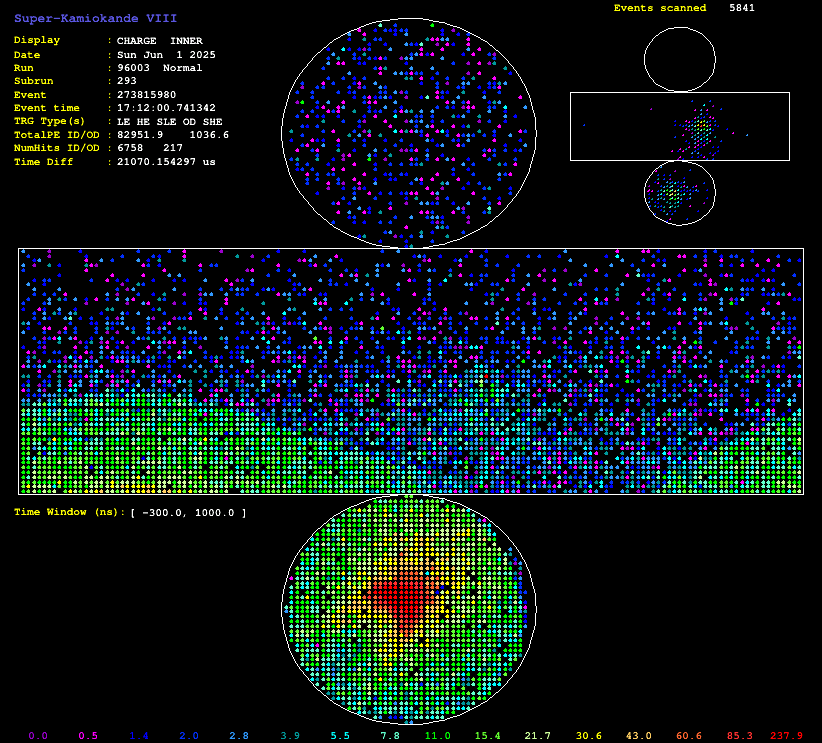 Super-Kamiokande VIII
Events scanned 5841
Display : CHARGE INNER
Date : Sun Jun 1 2025
Run : 96003 Normal
Subrun : 293
Event : 273815980
Event time : 17:12:00.741342
TRG Type(s) : LE HE SLE OD SHE
TotalPE ID/OD : 82951.9 1036.6
NumHits ID/OD : 6758 217
Time Diff : 21070.154297 us
Time Window (ns): [ -300.0, 1000.0 ]
0.0 0.5 1.4 2.0 2.8 3.9 5.5 7.8 11.0 15.4 21.7 30.6 43.0 60.6 85.3 237.9